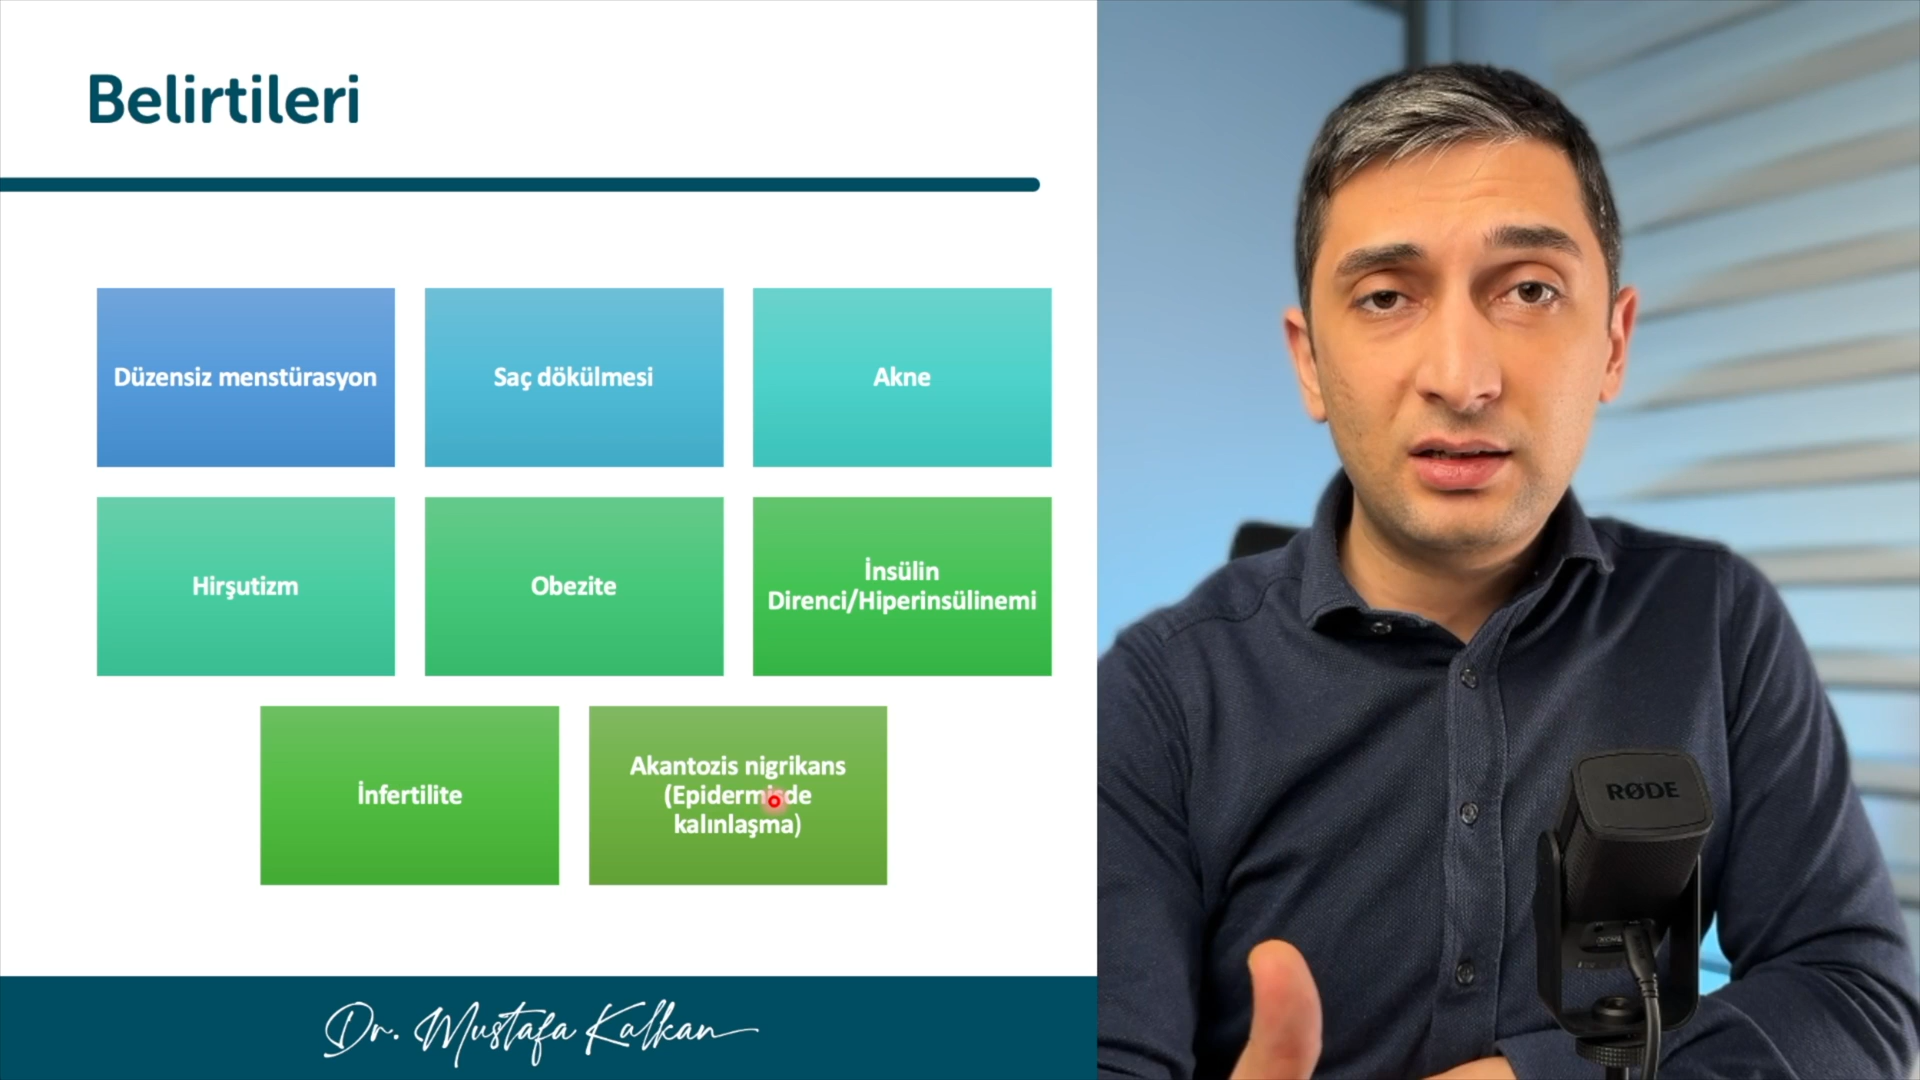 Belirtileri
Düzensiz menstürasyon
Saç dökülmesi
Akne
Hirşutizm
Obezite
İnsülin
Direnci/Hiperinsülinemi
İnfertilite
Akantozis nigrikans
(Epidermisde
kalınlaşma)
Dr. Mustafa Kalkan
RØDE